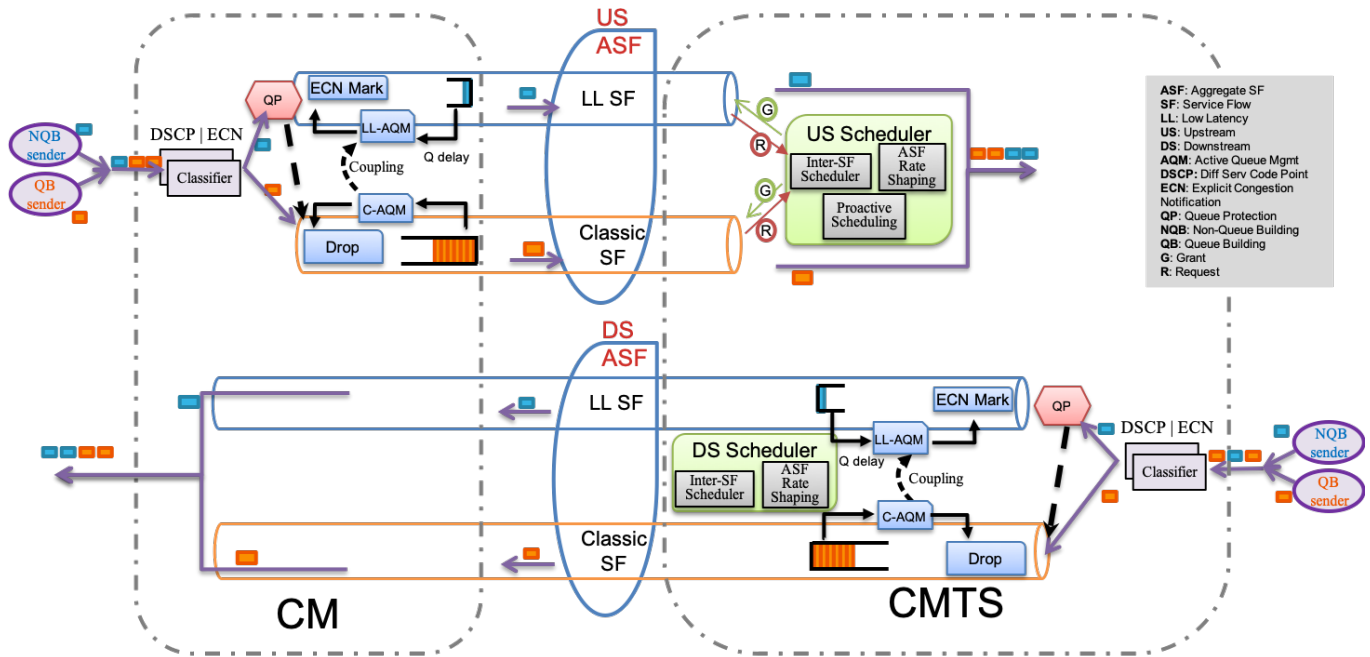 US
ASF
QP
ECN Mark
LL SF
G
US Scheduler
DSCP | ECN
LL-AQM
Q delay
R
Inter-SF
Scheduler
ASF
Rate
Shaping
NQB
sender
Classifier
Coupling
G
Proactive
Scheduling
QB
sender
C-AQM
R
Drop
Classic
SF
ASF: Aggregate SF
SF: Service Flow
LL: Low Latency
US: Upstream
DS: Downstream
AQM: Active Queue Mgmt
DSCP: Diff Serv Code Point
ECN: Explicit Congestion
Notification
QP: Queue Protection
NQB: Non-Queue Building
QB: Queue Building
G: Grant
R: Request
DS
ASF
LL SF
ECN Mark
QP
DS Scheduler
LL-AQM
Q delay
DSCP | ECN
NQB
sender
Inter-SF
Scheduler
ASF
Rate
Shaping
Coupling
Classifier
QB
sender
C-AQM
Classic
SF
Drop
CM
CMTS